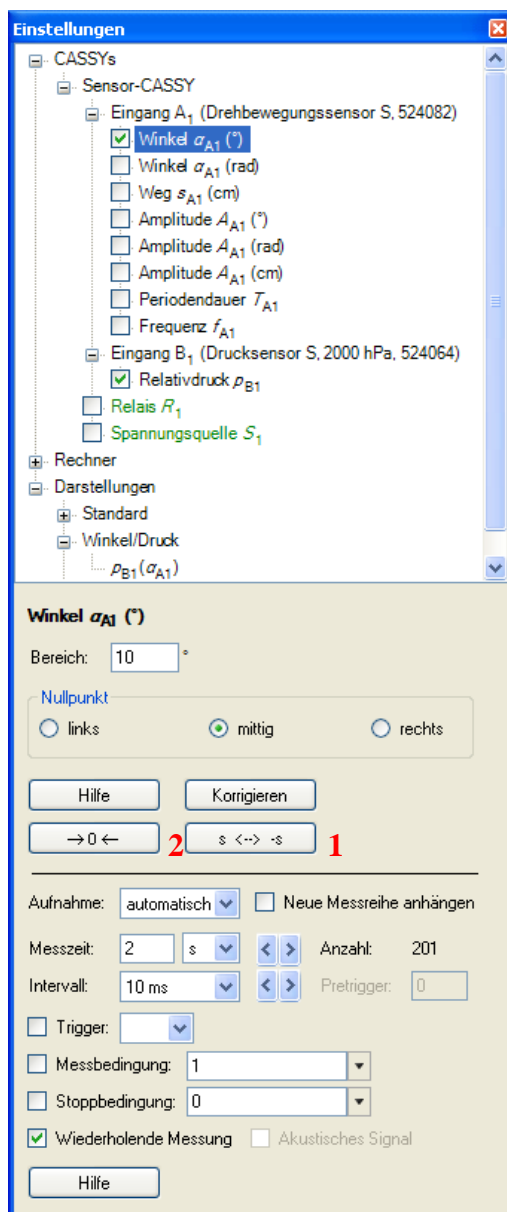 Einstellungen
CASSYs
Sensor-CASSY
Eingang A1 (Drehbewegungssensor S, 524082)
Winkel αA1 (°)
Winkel αA1 (rad)
Weg sA1 (cm)
Amplitude AA1 (°)
Amplitude AA1 (rad)
Amplitude AA1 (cm)
Periodendauer TA1
Frequenz fA1
Eingang B1 (Drucksensor S, 2000 hPa, 524064)
Relativdruck pB1
Relais R1
Spannungsquelle S1
Rechner
Darstellungen
Standard
Winkel/Druck
pB1(αA1)
Winkel αA1 (°)
Bereich: 10 °
Nullpunkt
links mittig rechts
Hilfe Korrigieren
→ 0 ← 2 s <--> -s 1
Aufnahme: automatisch Neue Messreihe anhängen
Messzeit: 2 s < > Anzahl: 201
Intervall: 10 ms < > Pretrigger: 0
Trigger:
Messbedingung: 1
Stoppbedingung: 0
Wiederholende Messung Akustisches Signal
Hilfe